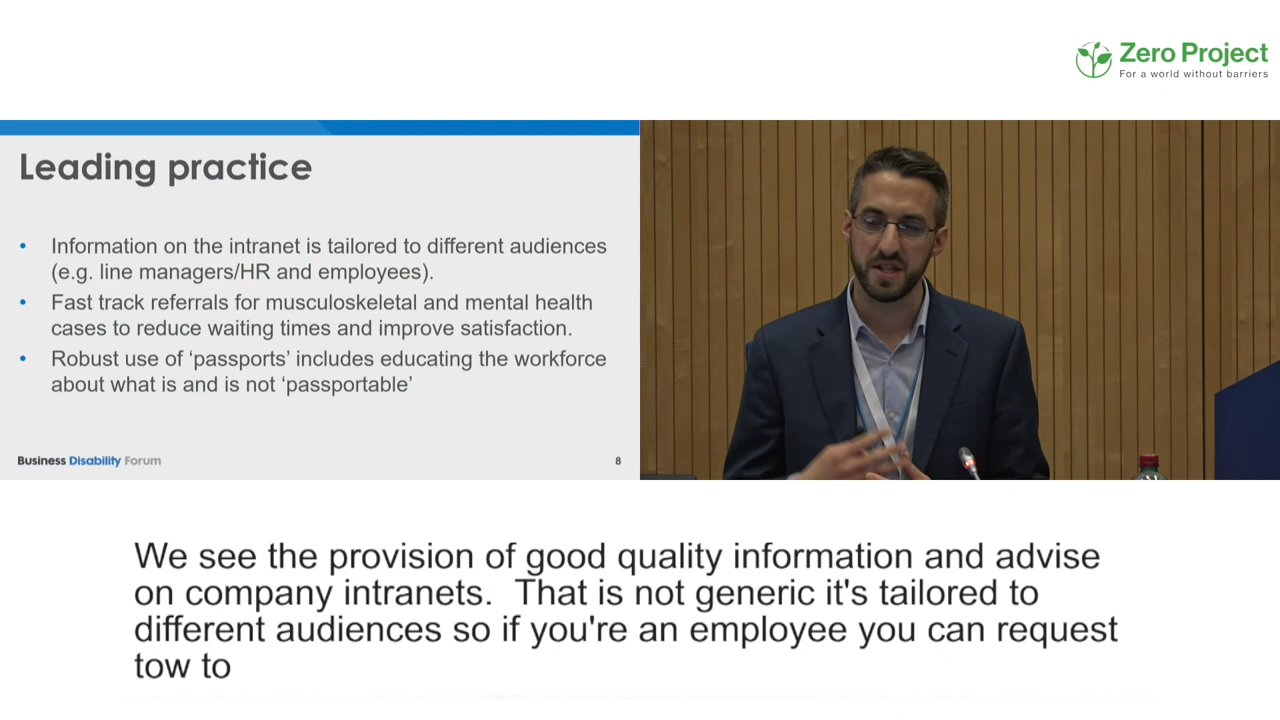 Zero Project
For a world without barriers
Leading practice
• Information on the intranet is tailored to different audiences
(e.g. line managers/HR and employees).
• Fast track referrals for musculoskeletal and mental health
cases to reduce waiting times and improve satisfaction.
• Robust use of ‘passports’ includes educating the workforce
about what is and is not ‘passportable’
Business Disability Forum
8
We see the provision of good quality information and advise
on company intranets.  That is not generic it's tailored to
different audiences so if you're an employee you can request
tow to